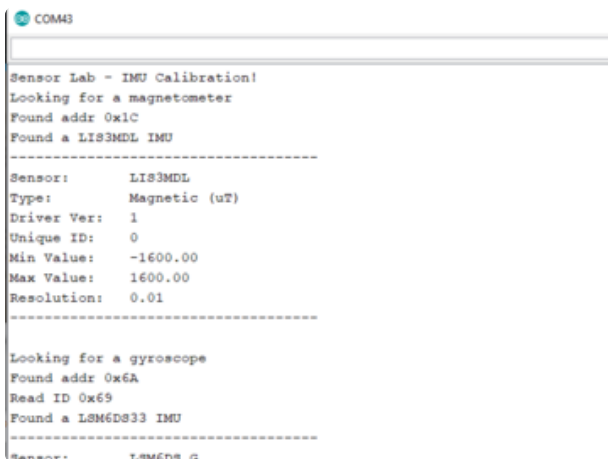 COM43
Sensor Lab - IMU Calibration!
Looking for a magnetometer
Found addr 0x1C
Found a LIS3MDL IMU
------------------------------------
Sensor: LIS3MDL
Type: Magnetic (uT)
Driver Ver: 1
Unique ID: 0
Min Value: -1600.00
Max Value: 1600.00
Resolution: 0.01
------------------------------------
Looking for a gyroscope
Found addr 0x6A
Read ID 0x69
Found a LSM6DS33 IMU
------------------------------------
Sensor: LSM6DS_G